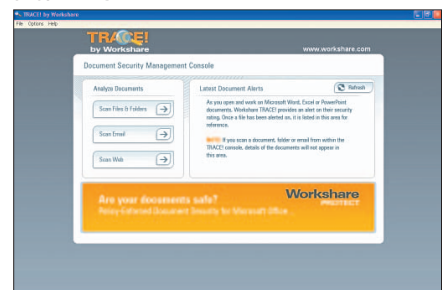 TRACE! by Workshare
File Options Help
TRACE!
by Workshare
www.workshare.com
Document Security Management Console
Analyze Documents
Scan Files & Folders
Scan Email
Scan Web
Latest Document Alerts
Refresh
As you open and work on Microsoft Word, Excel or PowerPoint
documents, Workshare TRACE! provides an alert on their security
rating. Once a file has been alerted on, it is listed in this area for
reference.
NOTE: If you scan a document, folder or email from within the
TRACE! console, details of the documents will not appear in
this area.
Are your documents safe?
Policy-Enforced Document Security for Microsoft Office
Workshare
PROTECT